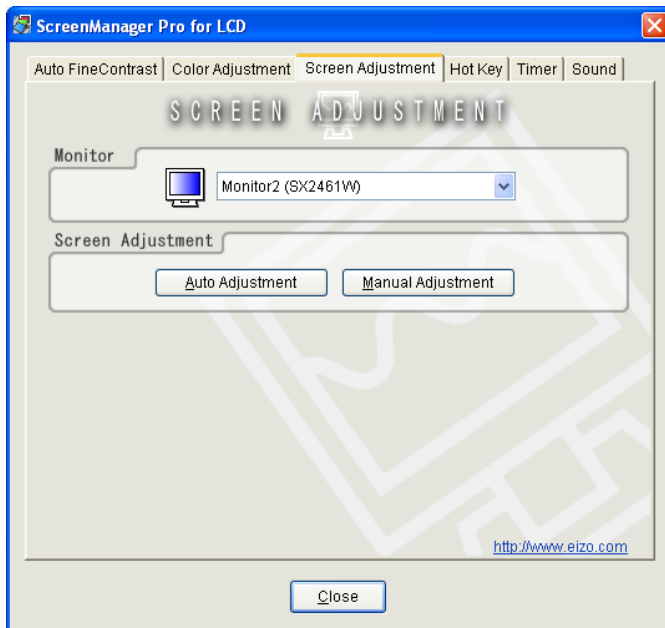 ScreenManager Pro for LCD
Auto FineContrast Color Adjustment Screen Adjustment Hot Key Timer Sound
SCREEN ADJUSTMENT
Monitor
Monitor2 (SX2461W)
Screen Adjustment
Auto Adjustment Manual Adjustment
http://www.eizo.com
Close